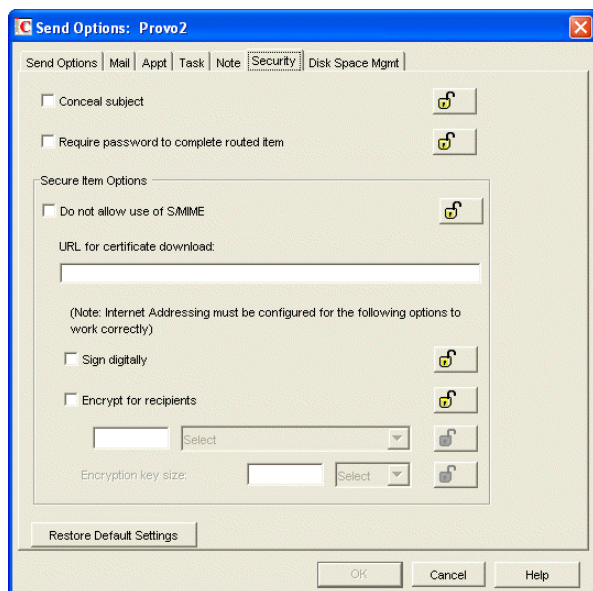 Send Options: Provo2
Send Options Mail Appt Task Note Security Disk Space Mgmt
Conceal subject
Require password to complete routed item
Secure Item Options
Do not allow use of S/MIME
URL for certificate download:
(Note: Internet Addressing must be configured for the following options to
work correctly)
Sign digitally
Encrypt for recipients
Select
Encryption key size: Select
Restore Default Settings
OK Cancel Help